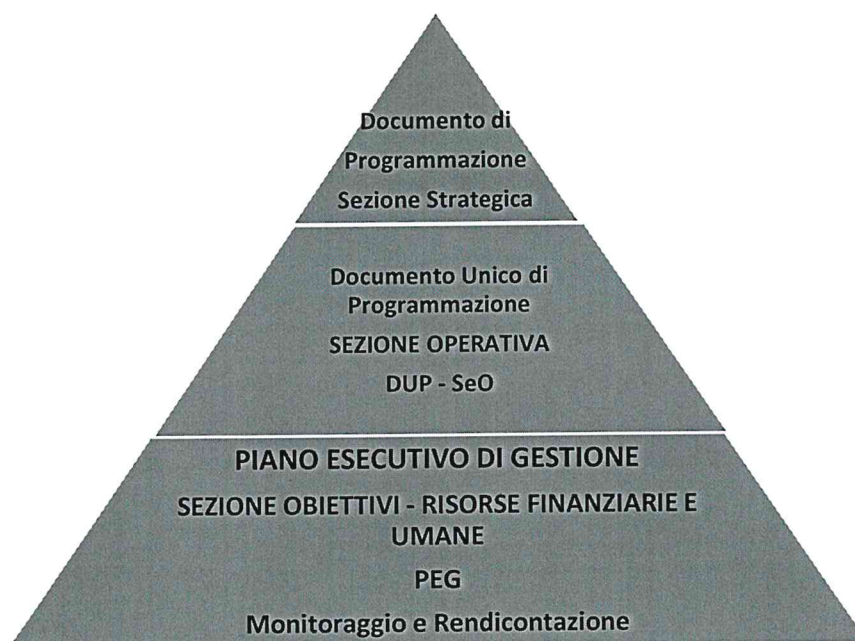 Documento di
Programmazione
Sezione Strategica
Documento Unico di
Programmazione
SEZIONE OPERATIVA
DUP - SeO
PIANO ESECUTIVO DI GESTIONE
SEZIONE OBIETTIVI - RISORSE FINANZIARIE E
UMANE
PEG
Monitoraggio e Rendicontazione